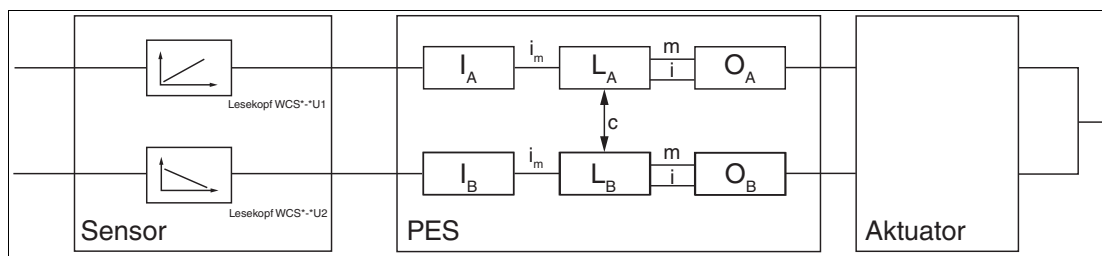 i_m m
I_A L_A i O_A
Lesekopf WCS*-*U1
c
i_m m
I_B L_B i O_B
Lesekopf WCS*-*U2
Sensor PES Aktuator